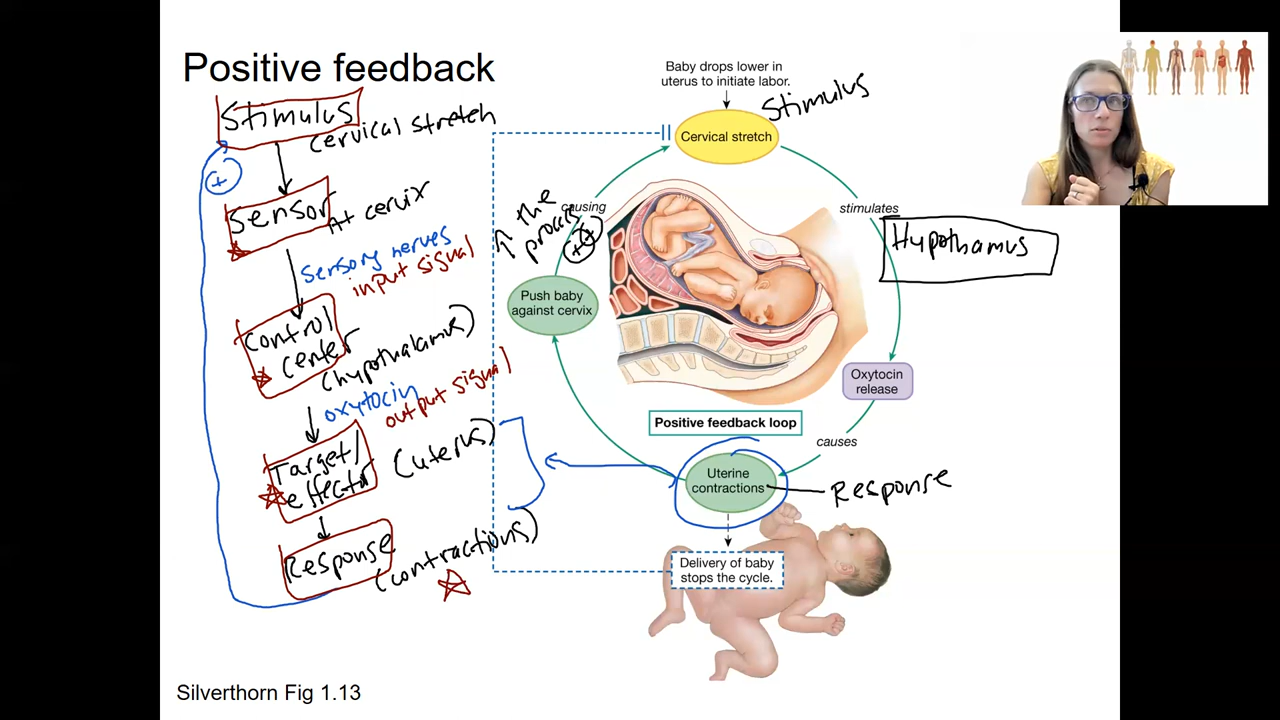 Positive feedback
Stimulus
cervical stretch
+
Sensor
At cervix
sensory nerves
input signal
Control
center
(hypothalamus)
oxytocin
output signal
Target/
effector
(uterus)
Response
(contractions)
Baby drops lower in
uterus to initiate labor.
Stimulus
Cervical stretch
stimulates
Hypothamus
Oxytocin
release
causes
Uterine
contractions
Response
Push baby
against cervix
causing
↑ the
process
+
Positive feedback loop
Delivery of baby
stops the cycle.
Silverthorn Fig 1.13